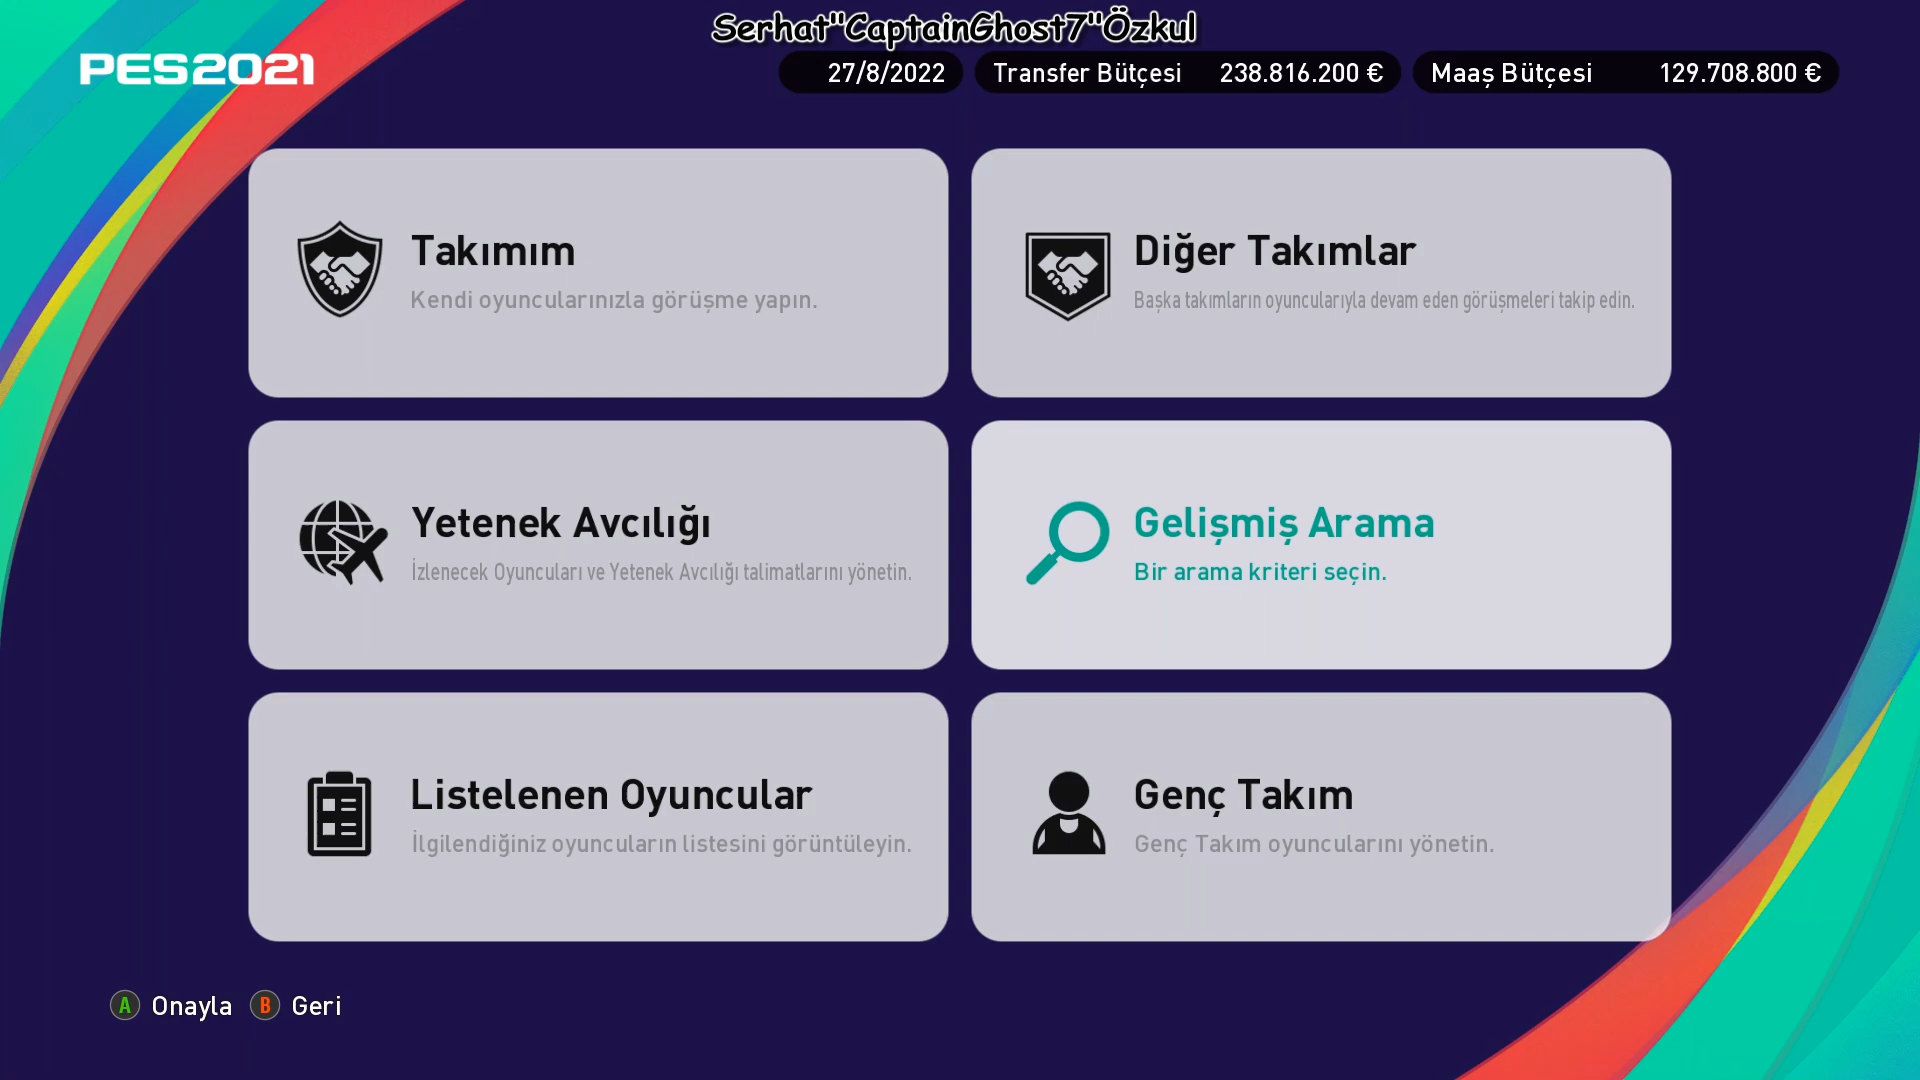 Serhat"CaptainGhost7"Özkul
PES2021
27/8/2022 Transfer Bütçesi 238.816.200 € Maaş Bütçesi 129.708.800 €
Takımım
Kendi oyuncularınızla görüşme yapın.
Diğer Takımlar
Başka takımların oyuncularıyla devam eden görüşmeleri takip edin.
Yetenek Avcılığı
İzlenecek Oyuncuları ve Yetenek Avcılığı talimatlarını yönetin.
Gelişmiş Arama
Bir arama kriteri seçin.
Listelenen Oyuncular
İlgilendiğiniz oyuncuların listesini görüntüleyin.
Genç Takım
Genç Takım oyuncularını yönetin.
A Onayla B Geri